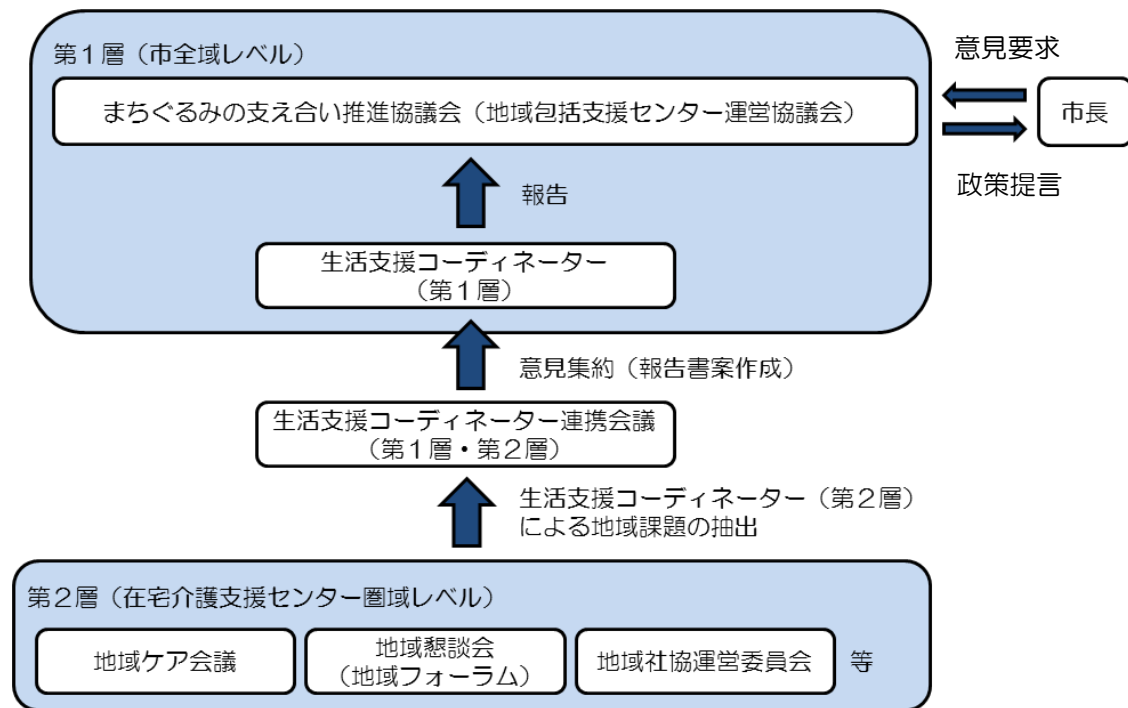 第１層（市全域レベル）
まちぐるみの支え合い推進協議会（地域包括支援センター運営協議会）
意見要求
市長
政策提言
報告
生活支援コーディネーター
（第１層）
意見集約（報告書案作成）
生活支援コーディネーター連携会議
（第１層・第２層）
生活支援コーディネーター（第２層）
による地域課題の抽出
第２層（在宅介護支援センター圏域レベル）
地域ケア会議
地域懇談会
（地域フォーラム）
地域社協運営委員会
等